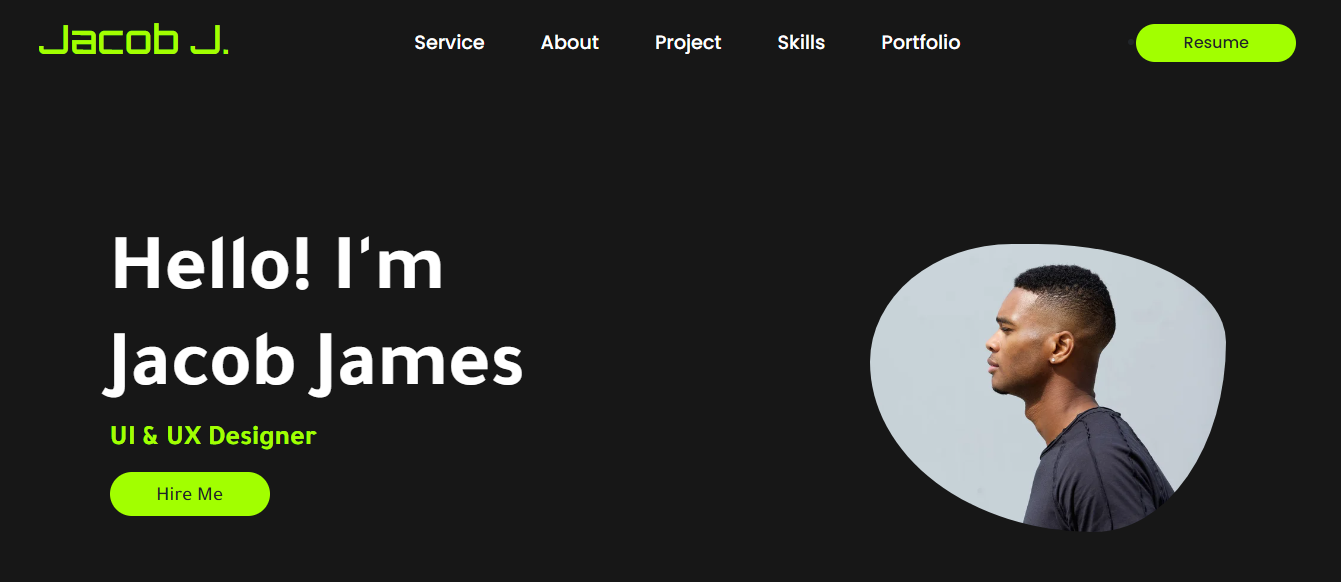 Jacob J.
Service About Project Skills Portfolio
Resume
Hello! I'm
Jacob James
UI & UX Designer
Hire Me